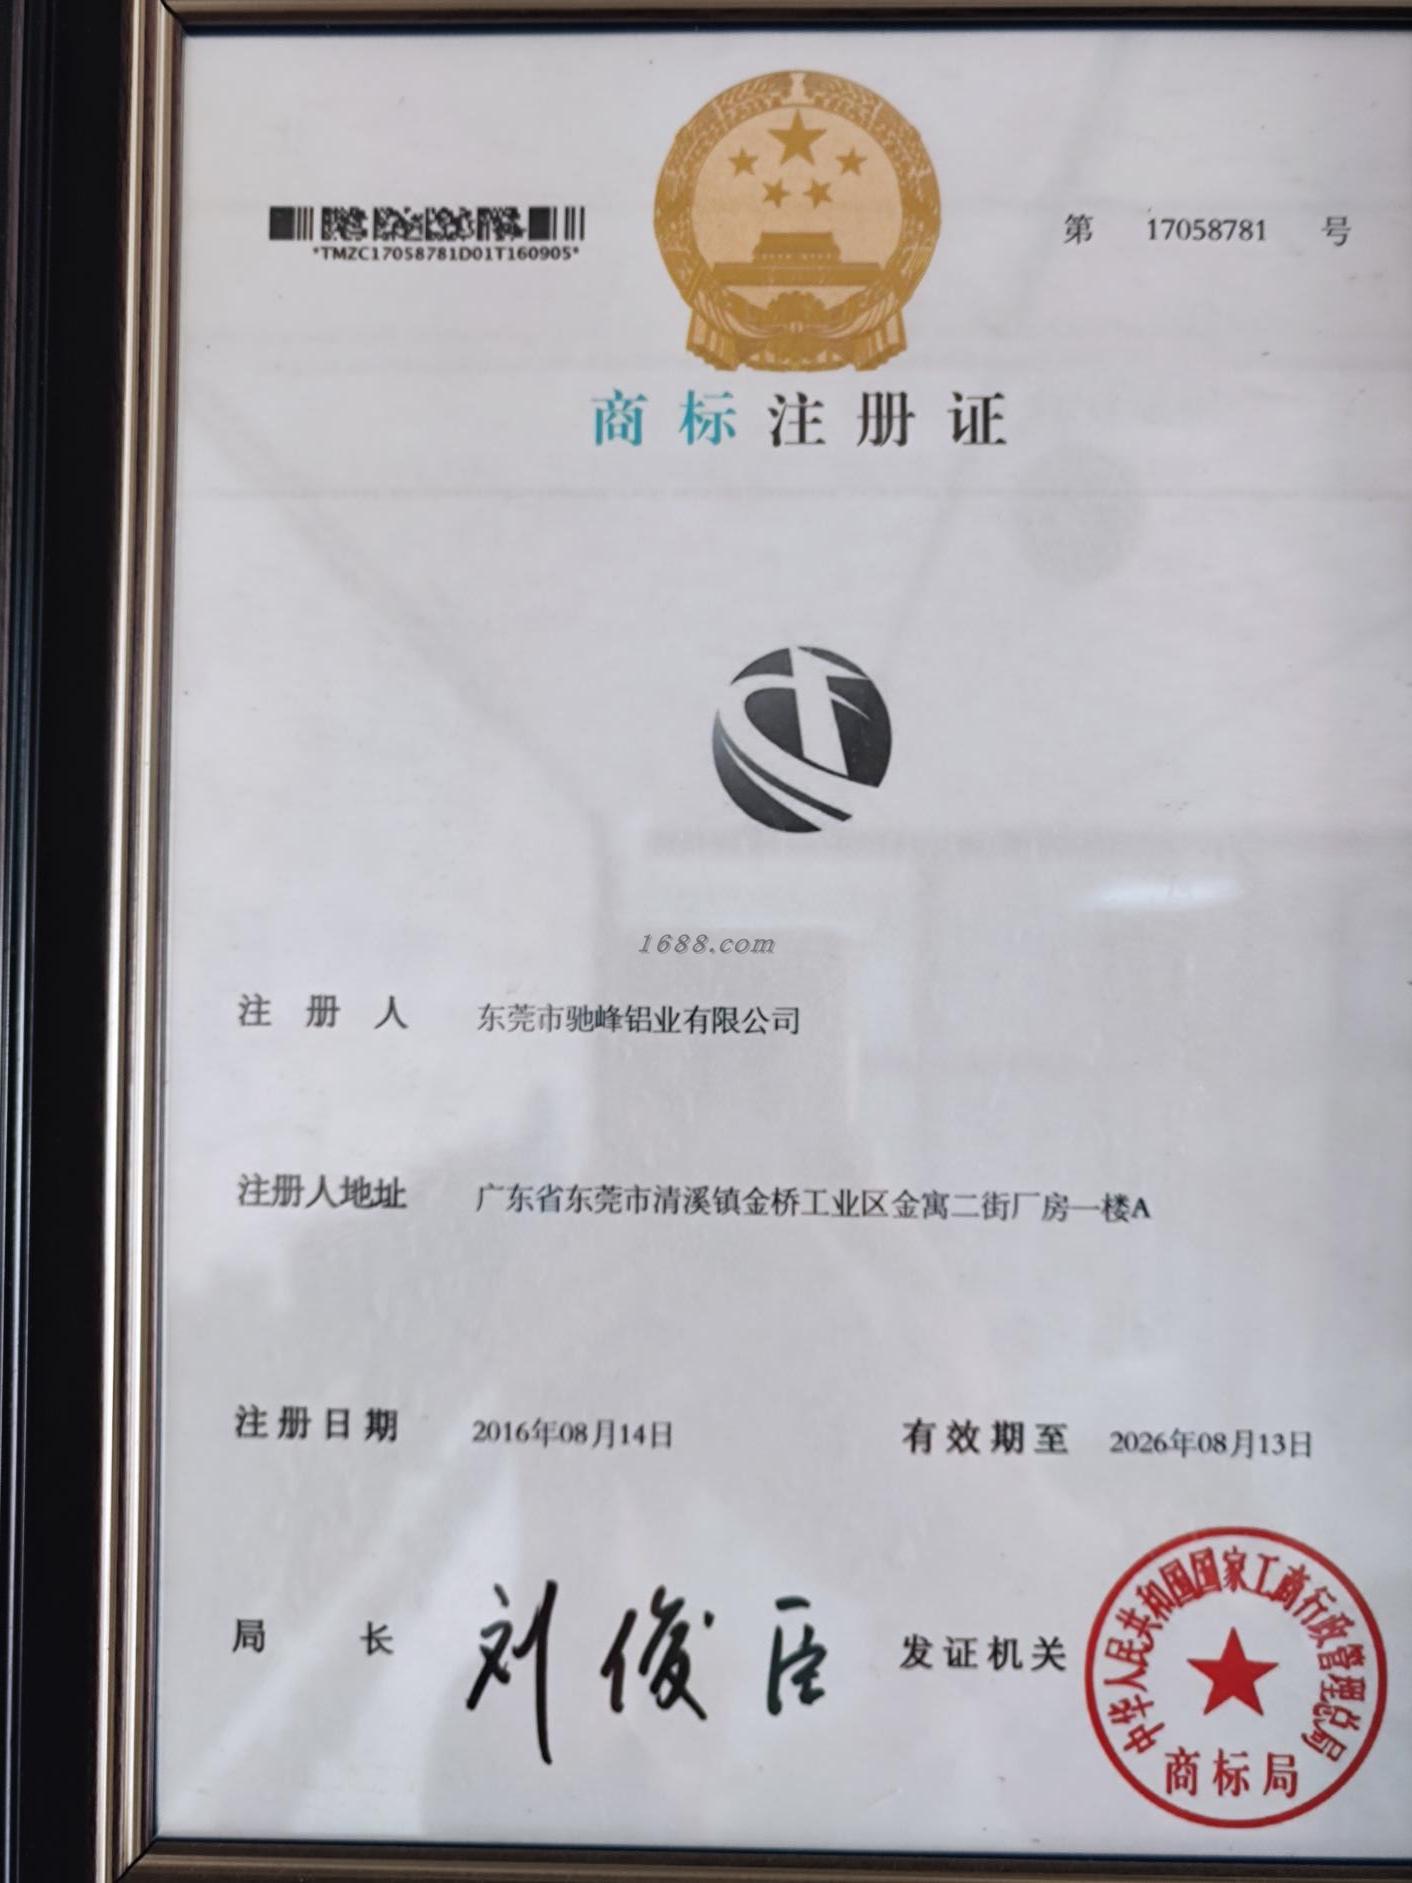 第 17058781 号
*TMZC17058781D01T160905*
商标注册证
1688.com
注册人 东莞市驰峰铝业有限公司
注册人地址 广东省东莞市清溪镇金桥工业区金寓二街厂房一楼A
注册日期 2016年08月14日 有效期至 2026年08月13日
局长 刘俊臣 发证机关
中华人民共和国国家工商行政管理总局
商标局